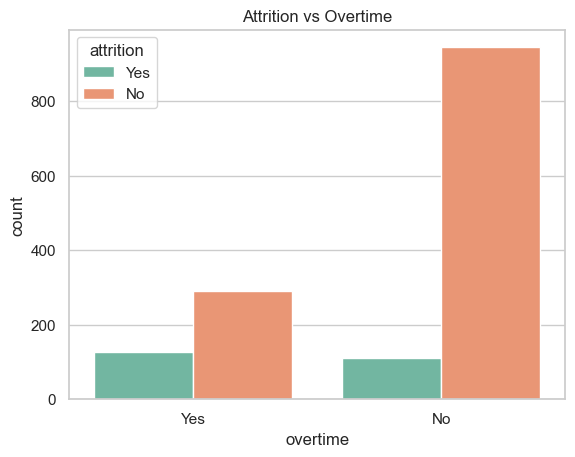 Attrition vs Overtime
attrition
Yes
No
800
600
400
200
0
count
Yes No
overtime